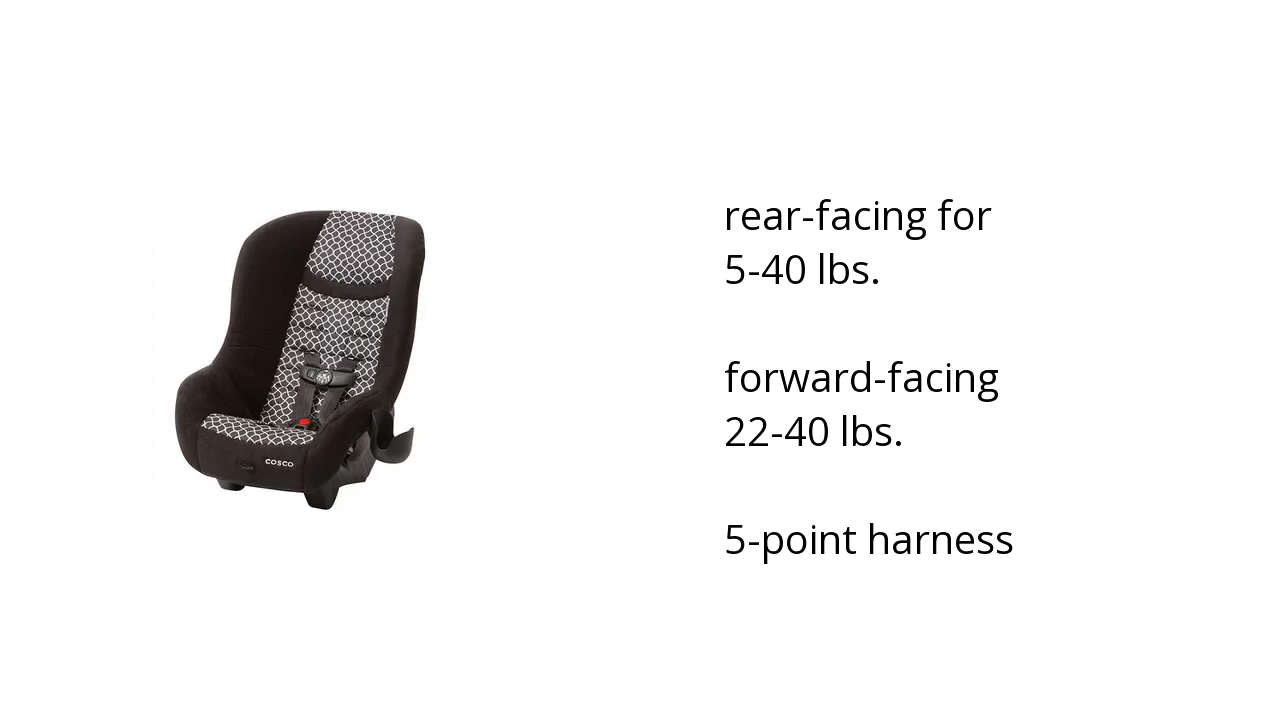 rear-facing for
5-40 lbs.
forward-facing
22-40 lbs.
5-point harness
COSCO